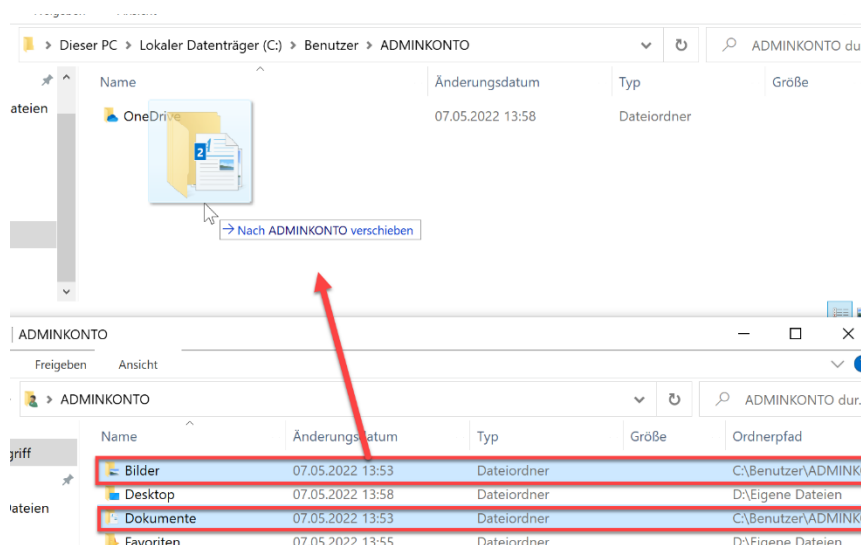 Dieser PC > Lokaler Datenträger (C:) > Benutzer > ADMINKONTO ADMINKONTO du
Name Änderungsdatum Typ Größe
ateien
OneDrive 07.05.2022 13:58 Dateiordner
2
→ Nach ADMINKONTO verschieben
ADMINKONTO
Freigeben Ansicht
> ADMINKONTO ADMINKONTO dur.
Name Änderungsdatum Typ Größe Ordnerpfad
griff
Bilder 07.05.2022 13:53 Dateiordner C:\Benutzer\ADMINK
Desktop 07.05.2022 13:58 Dateiordner D:\Eigene Dateien
ateien
Dokumente 07.05.2022 13:53 Dateiordner C:\Benutzer\ADMINK
Favoriten 07.05.2022 13:55 Dateiordner D:\Eigene Dateien